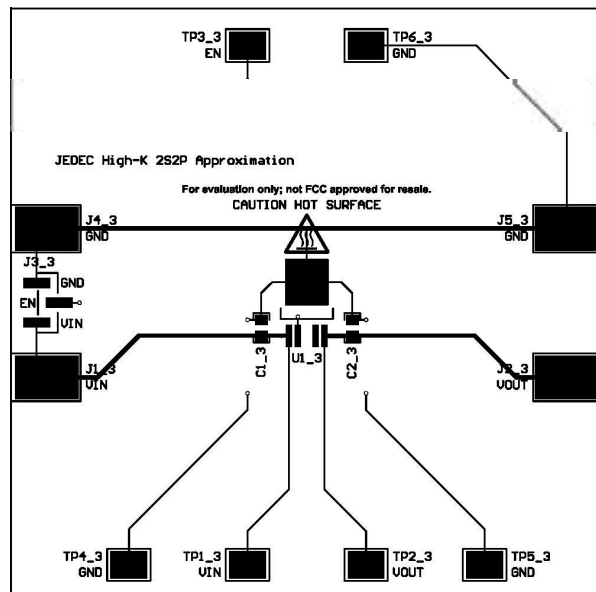 TP3_3
EN
TP6_3
GND
JEDEC High-K 2S2P Approximation
For evaluation only; not FCC approved for resale.
CAUTION HOT SURFACE
J4_3
GND
J5_3
GND
J3_3
GND
EN
VIN
C1_3
U1_3
C2_3
J1_3
VIN
J2_3
VOUT
TP4_3
GND
TP1_3
VIN
TP2_3
VOUT
TP5_3
GND